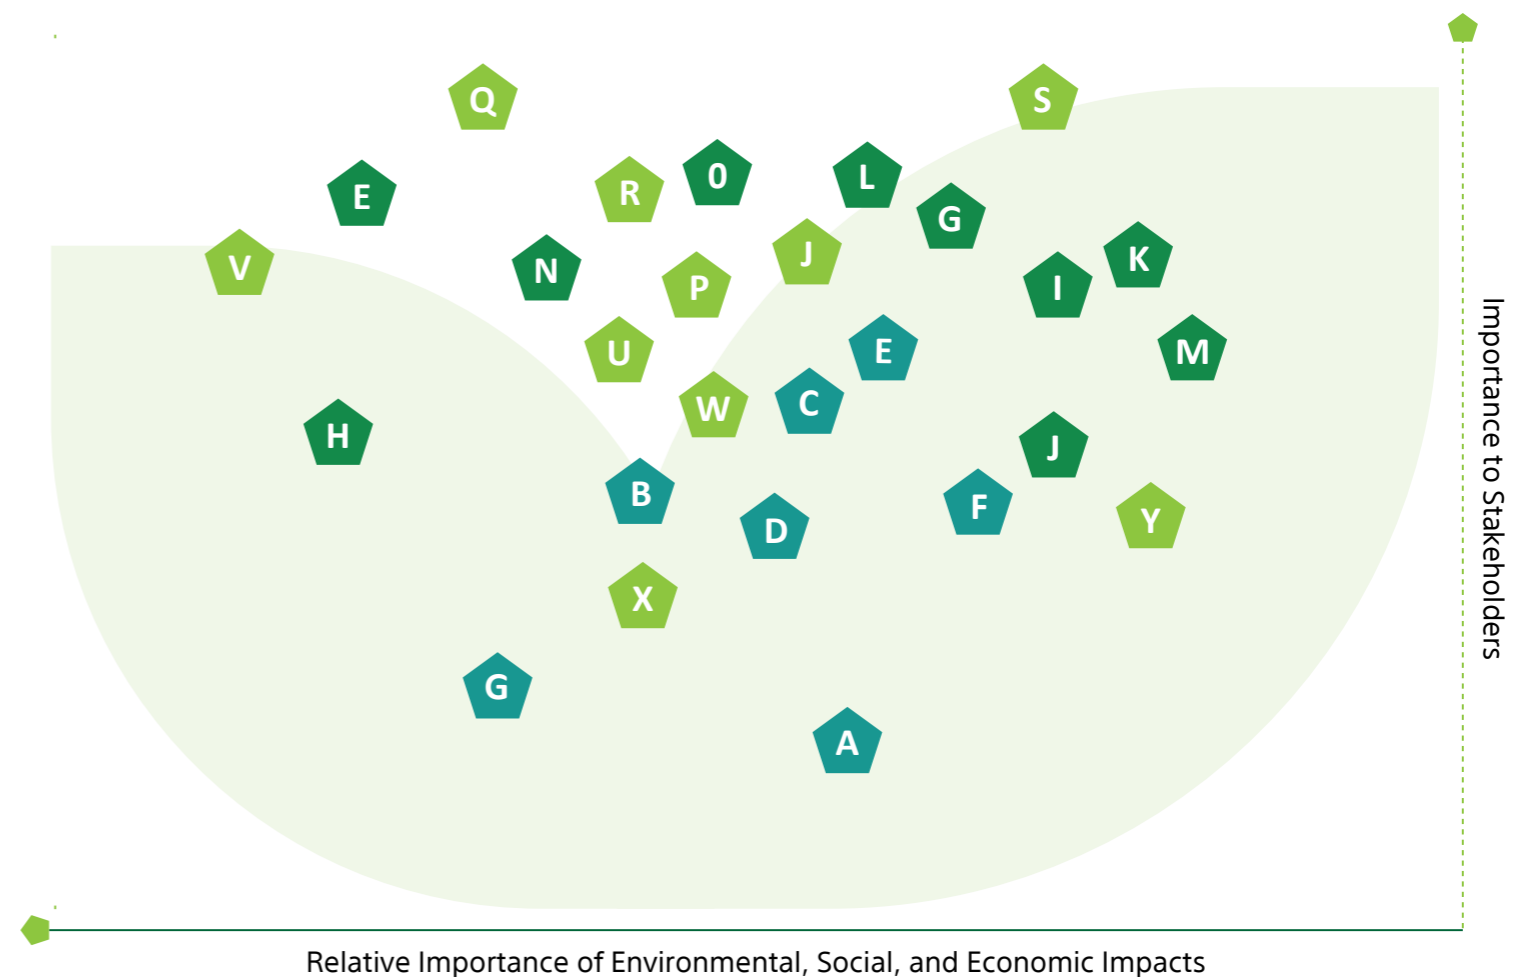 Q
S
E
R
0
L
G
V
N
P
J
I
K
U
E
M
W
C
H
J
B
D
F
Y
X
G
A
Importance to Stakeholders
Relative Importance of Environmental, Social, and Economic Impacts